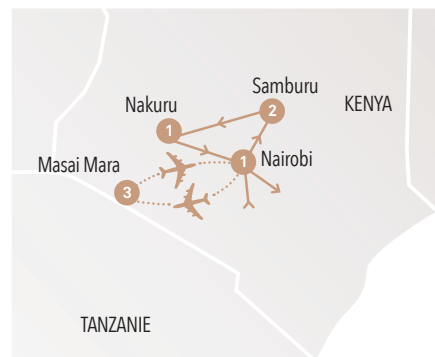 Samburu
2
KENYA
Nakuru
1
Nairobi
1
Masai Mara
3
TANZANIE